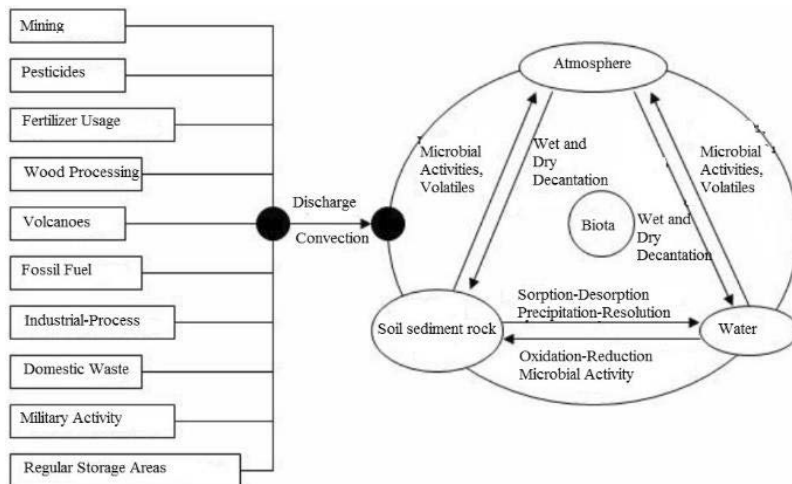 Mining
Pesticides
Fertilizer Usage
Wood Processing
Volcanoes
Fossil Fuel
Industrial-Process
Domestic Waste
Military Activity
Regular Storage Areas
Discharge
Convection
Atmosphere
Microbial
Activities,
Volatiles
Wet and
Dry
Decantation
Microbial
Activities,
Volatiles
Biota
Wet and
Dry
Decantation
Sorption-Desorption
Precipitation-Resolution
Soil sediment rock
Water
Oxidation-Reduction
Microbial Activity